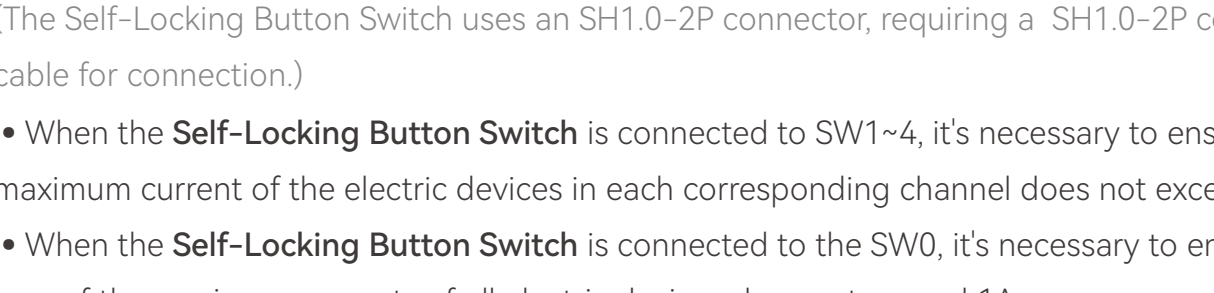 (The Self-Locking Button Switch uses an SH1.0-2P connector, requiring a SH1.0-2P c
cable for connection.)
• When the Self-Locking Button Switch is connected to SW1~4, it's necessary to ens
maximum current of the electric devices in each corresponding channel does not exce
• When the Self-Locking Button Switch is connected to the SW0, it's necessary to en